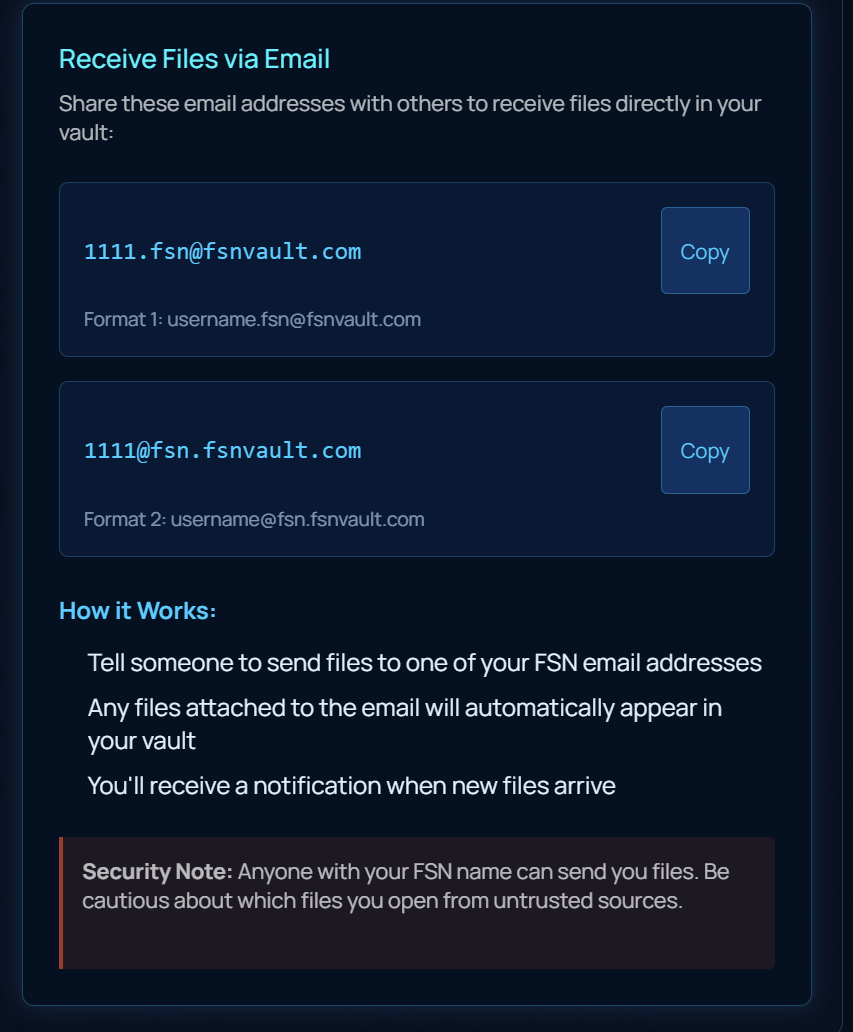 Receive Files via Email
Share these email addresses with others to receive files directly in your
vault:
1111.fsn@fsnvault.com
Copy
Format 1: username.fsn@fsnvault.com
1111@fsn.fsnvault.com
Copy
Format 2: username@fsn.fsnvault.com
How it Works:
Tell someone to send files to one of your FSN email addresses
Any files attached to the email will automatically appear in
your vault
You'll receive a notification when new files arrive
Security Note: Anyone with your FSN name can send you files. Be
cautious about which files you open from untrusted sources.